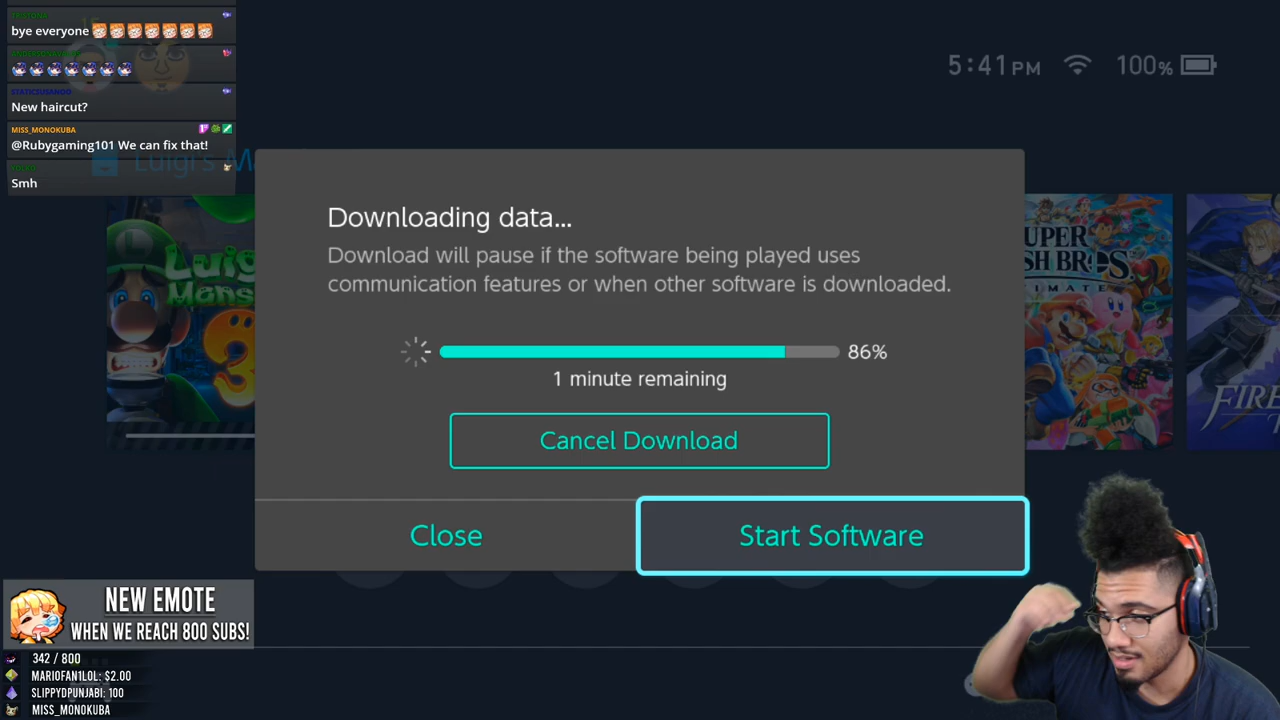 bye everyone
New haircut?
MISS_MONOKUBA
@Rubygaming101 We can fix that!
Smh
5:41 PM
100%
Luigi's Ma
Downloading data...
Download will pause if the software being played uses
communication features or when other software is downloaded.
86%
1 minute remaining
Cancel Download
Close
Start Software
3
NEW EMOTE
WHEN WE REACH 800 SUBS!
342 / 800
MARIOFAN1LOL: $2.00
SLIPPYDPUNJABI: 100
MISS_MONOKUBA